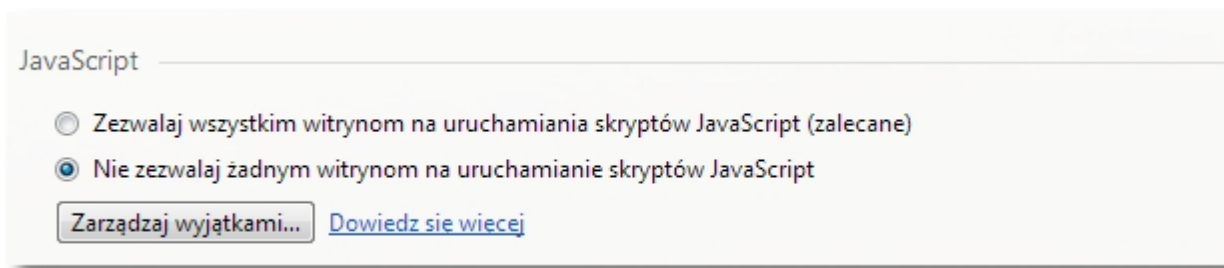 JavaScript
Zezwalaj wszystkim witrynom na uruchamiania skryptów JavaScript (zalecane)
Nie zezwalaj żadnym witrynom na uruchamianie skryptów JavaScript
Zarządzaj wyjątkami... Dowiedz się więcej